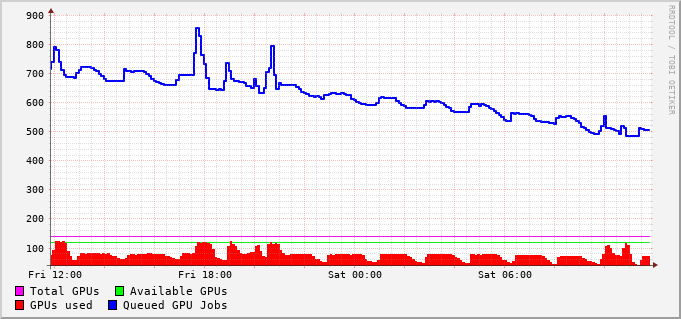 900
800
700
600
500
400
300
200
100
Fri 12:00 Fri 18:00 Sat 00:00 Sat 06:00
Total GPUs Available GPUs
GPUs used Queued GPU Jobs
RRDTOOL / TOBI OETIKER